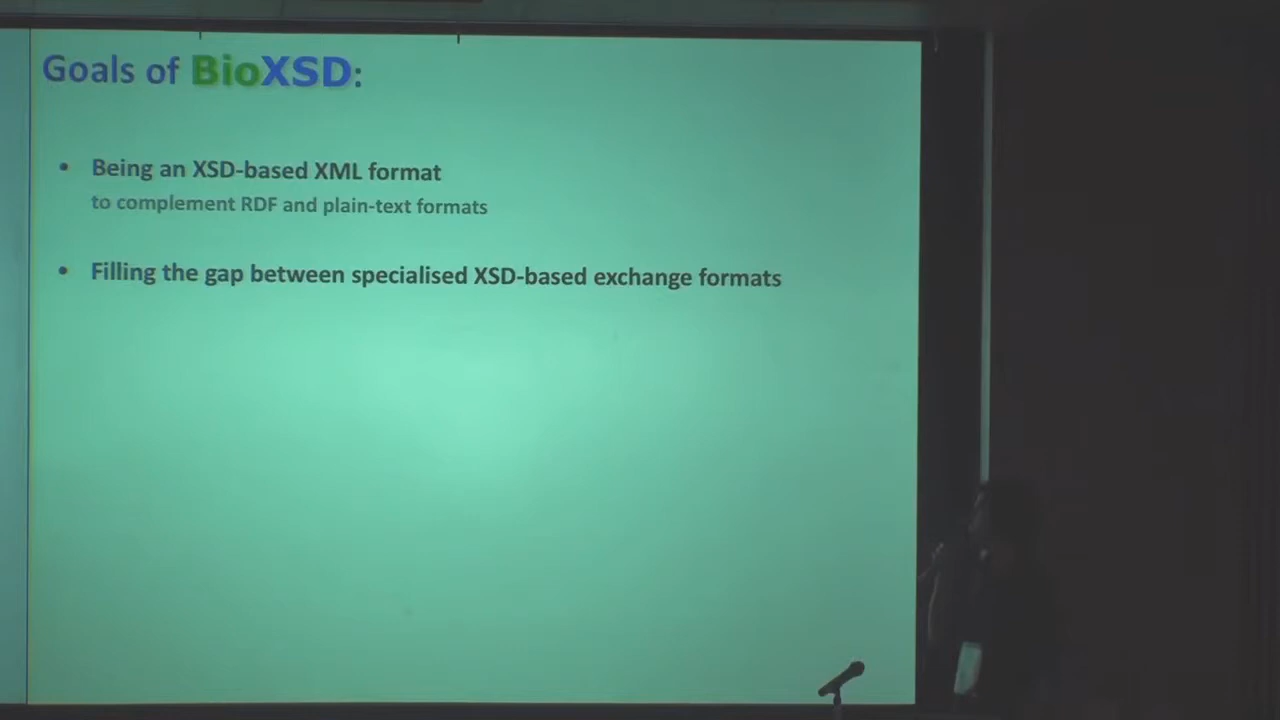 Goals of BioXSD:
• Being an XSD-based XML format
to complement RDF and plain-text formats
• Filling the gap between specialised XSD-based exchange formats